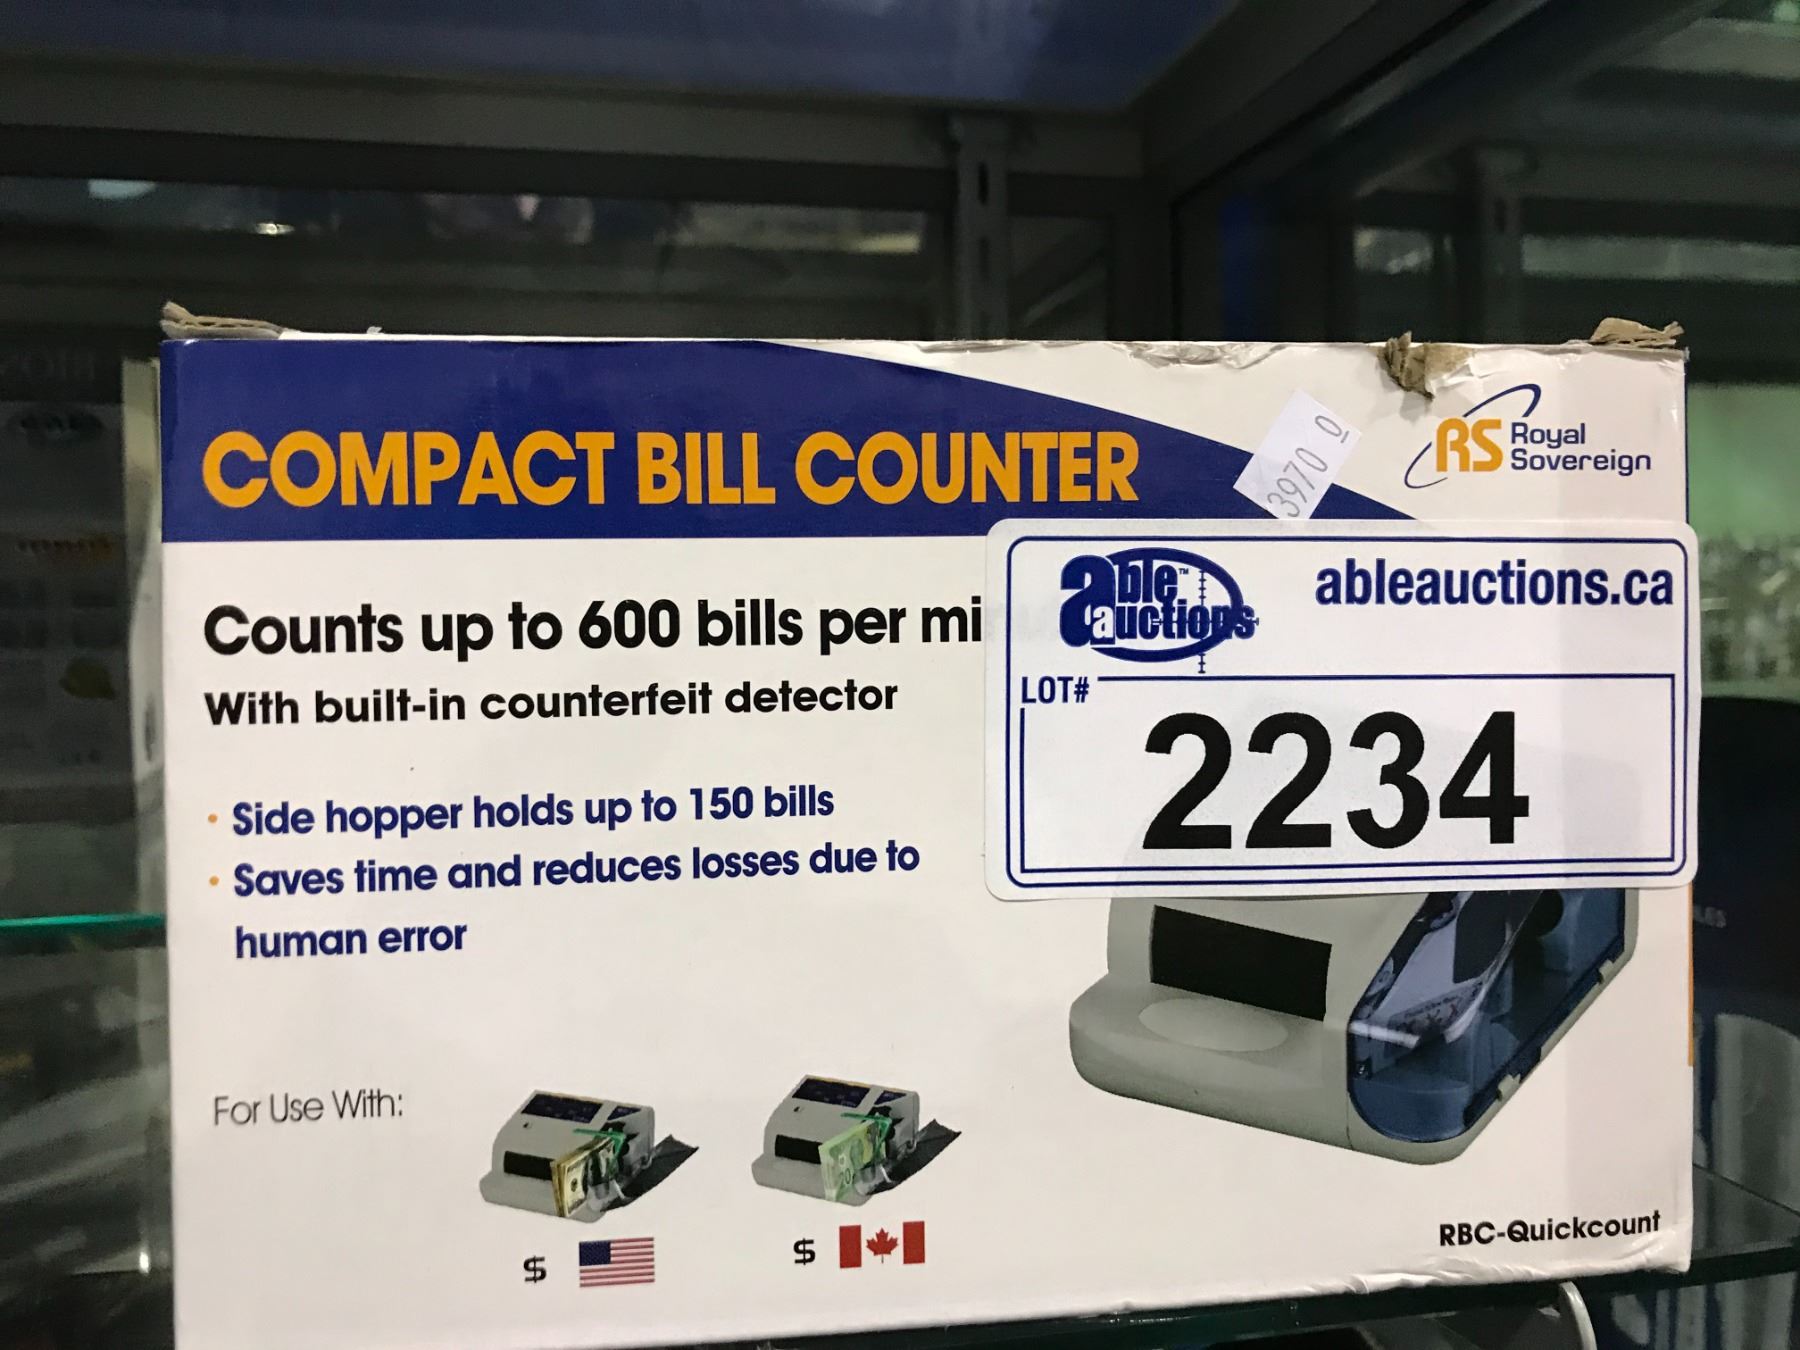 COMPACT BILL COUNTER
39700
RS Royal
Sovereign
able™
auctions
ableauctions.ca
LOT#
2234
Counts up to 600 bills per mi
With built-in counterfeit detector
· Side hopper holds up to 150 bills
· Saves time and reduces losses due to
human error
For Use With:
$
$
RBC-Quickcount